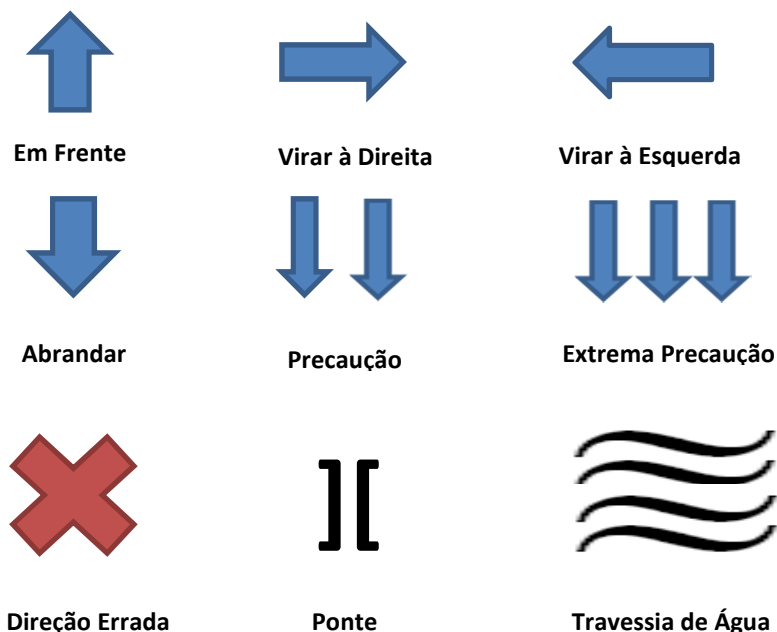 Em Frente
Virar à Direita
Virar à Esquerda
Abrandar
Precaução
Extrema Precaução
Direção Errada
Ponte
Travessia de Água